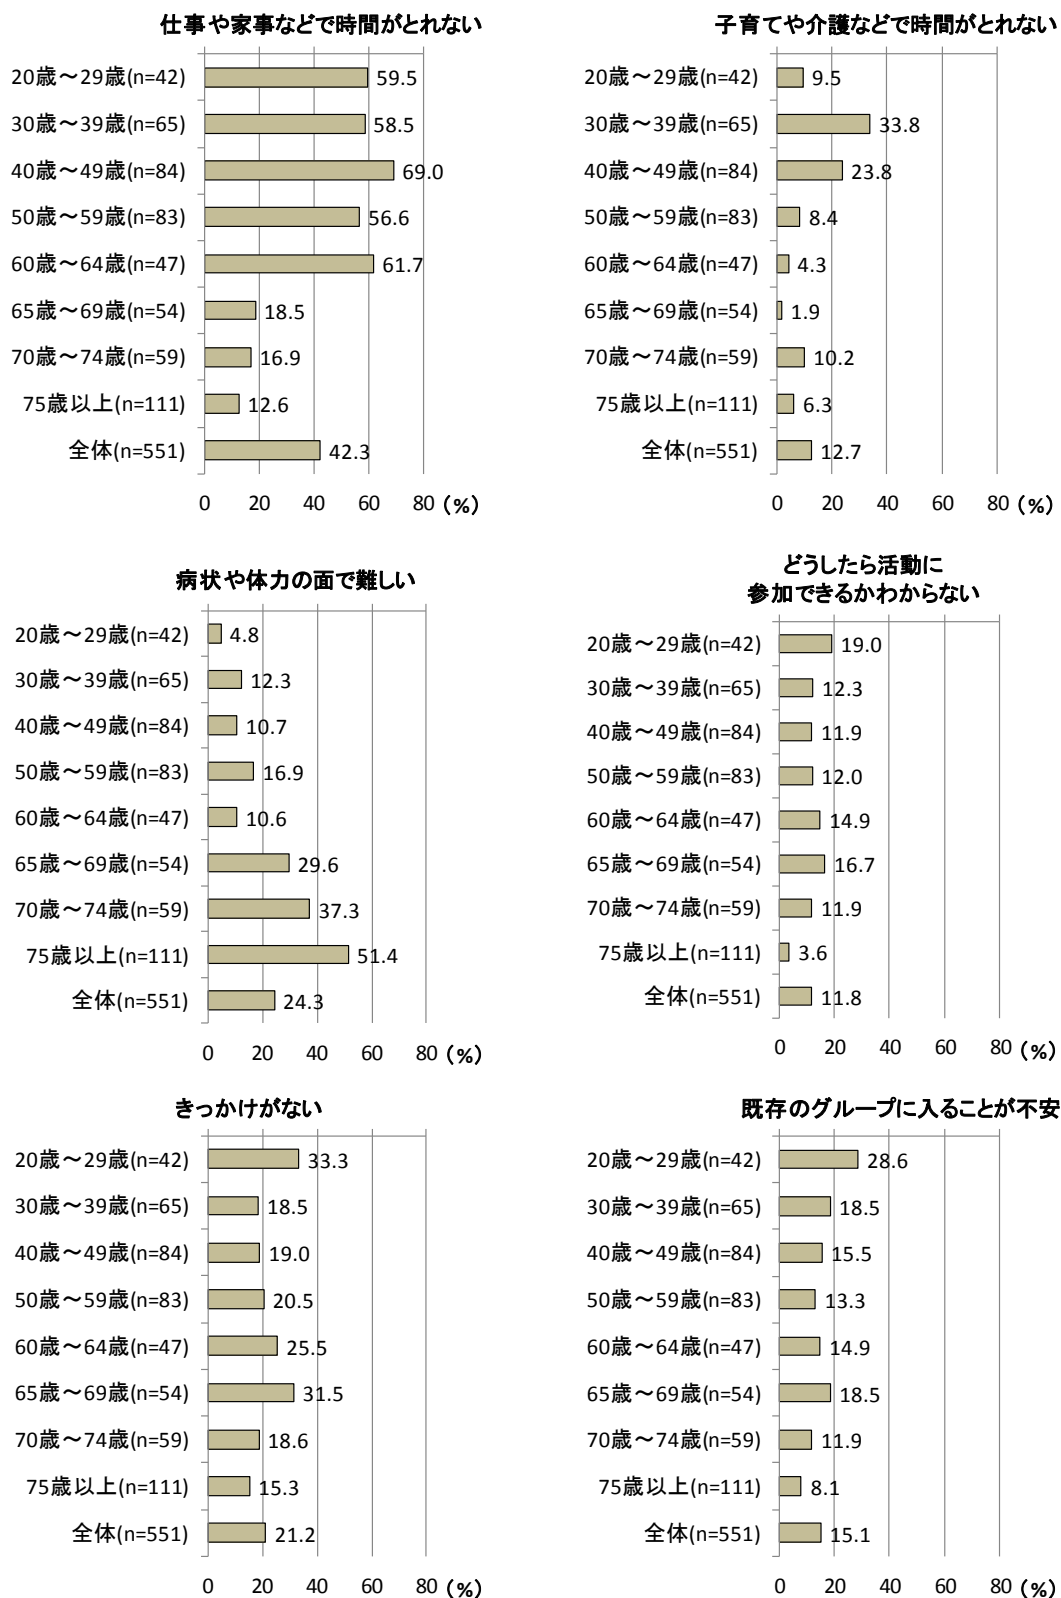 仕事や家事などで時間がとれない
20歳～29歳(n=42) 59.5
30歳～39歳(n=65) 58.5
40歳～49歳(n=84) 69.0
50歳～59歳(n=83) 56.6
60歳～64歳(n=47) 61.7
65歳～69歳(n=54) 18.5
70歳～74歳(n=59) 16.9
75歳以上(n=111) 12.6
全体(n=551) 42.3
0 20 40 60 80 (%)
子育てや介護などで時間がとれない
20歳～29歳(n=42) 9.5
30歳～39歳(n=65) 33.8
40歳～49歳(n=84) 23.8
50歳～59歳(n=83) 8.4
60歳～64歳(n=47) 4.3
65歳～69歳(n=54) 1.9
70歳～74歳(n=59) 10.2
75歳以上(n=111) 6.3
全体(n=551) 12.7
0 20 40 60 80 (%)
病状や体力の面で難しい
20歳～29歳(n=42) 4.8
30歳～39歳(n=65) 12.3
40歳～49歳(n=84) 10.7
50歳～59歳(n=83) 16.9
60歳～64歳(n=47) 10.6
65歳～69歳(n=54) 29.6
70歳～74歳(n=59) 37.3
75歳以上(n=111) 51.4
全体(n=551) 24.3
0 20 40 60 80 (%)
どうしたら活動に
参加できるかわからない
20歳～29歳(n=42) 19.0
30歳～39歳(n=65) 12.3
40歳～49歳(n=84) 11.9
50歳～59歳(n=83) 12.0
60歳～64歳(n=47) 14.9
65歳～69歳(n=54) 16.7
70歳～74歳(n=59) 11.9
75歳以上(n=111) 3.6
全体(n=551) 11.8
0 20 40 60 80 (%)
きっかけがない
20歳～29歳(n=42) 33.3
30歳～39歳(n=65) 18.5
40歳～49歳(n=84) 19.0
50歳～59歳(n=83) 20.5
60歳～64歳(n=47) 25.5
65歳～69歳(n=54) 31.5
70歳～74歳(n=59) 18.6
75歳以上(n=111) 15.3
全体(n=551) 21.2
0 20 40 60 80 (%)
既存のグループに入ることが不安
20歳～29歳(n=42) 28.6
30歳～39歳(n=65) 18.5
40歳～49歳(n=84) 15.5
50歳～59歳(n=83) 13.3
60歳～64歳(n=47) 14.9
65歳～69歳(n=54) 18.5
70歳～74歳(n=59) 11.9
75歳以上(n=111) 8.1
全体(n=551) 15.1
0 20 40 60 80 (%)